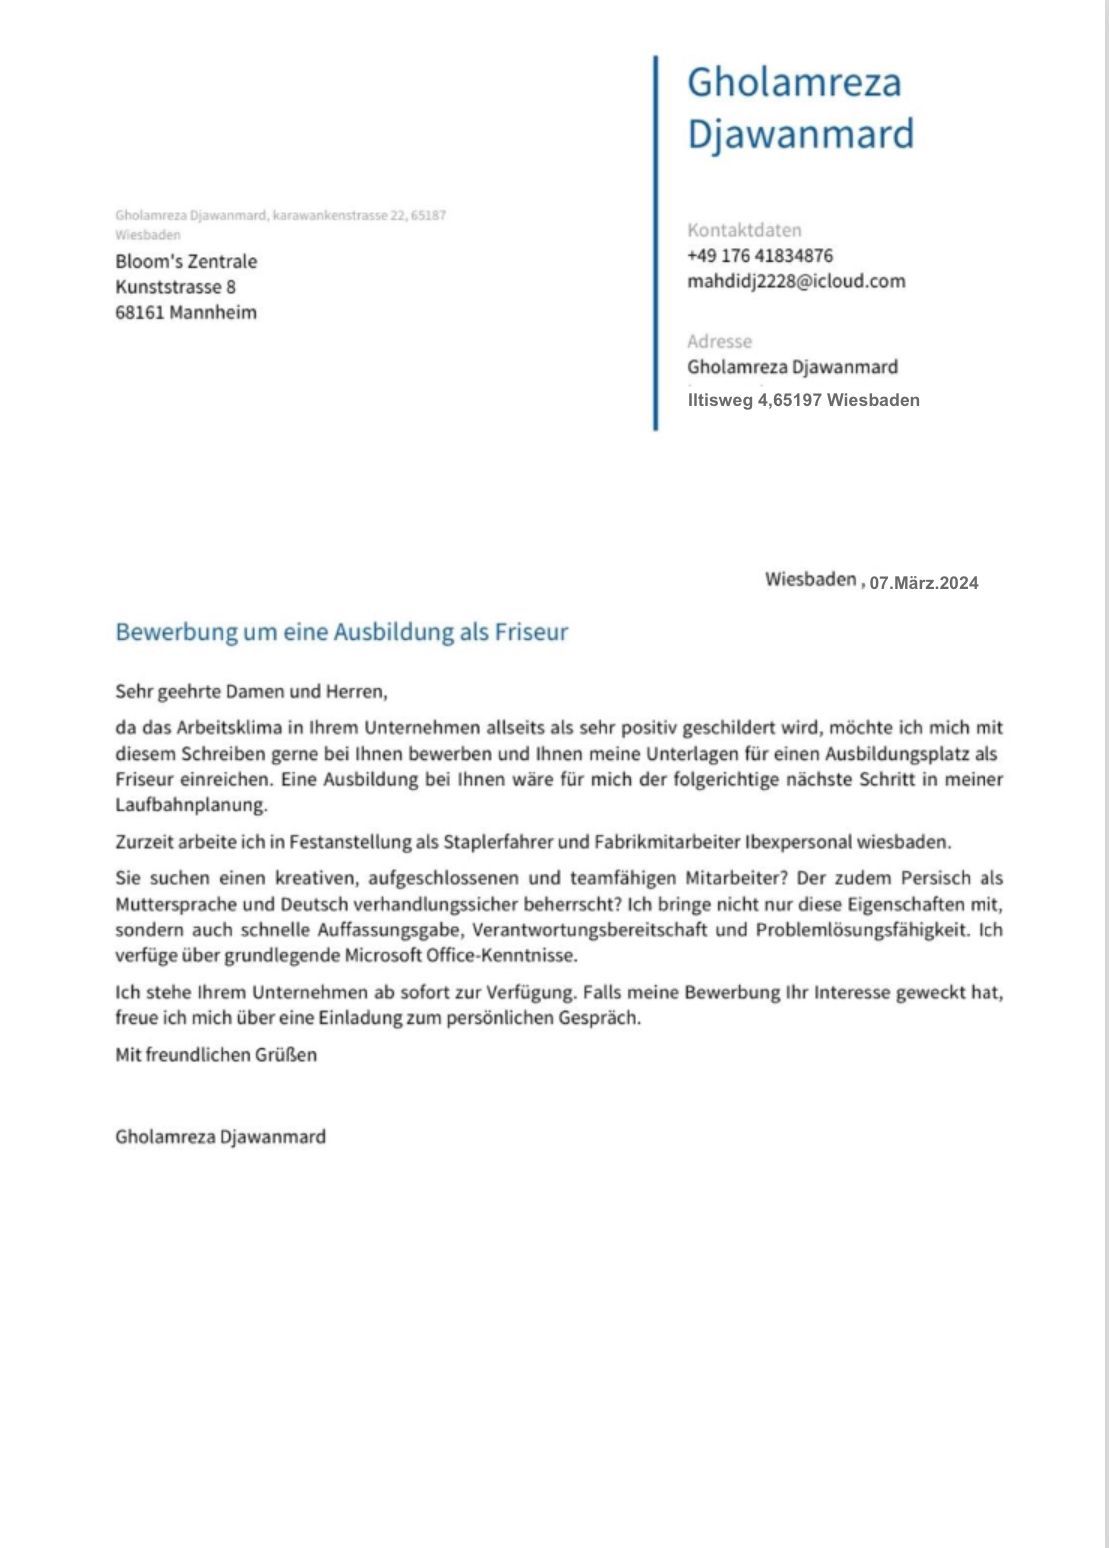 Gholamreza
Djawanmard
Gholamreza Djawanmard, karawankenstrasse 22, 65187
Wiesbaden
Bloom's Zentrale
Kunststrasse 8
68161 Mannheim
Kontaktdaten
+49 176 41834876
mahdidj2228@icloud.com
Adresse
Gholamreza Djawanmard
Iltisweg 4,65197 Wiesbaden
Wiesbaden , 07.März.2024
Bewerbung um eine Ausbildung als Friseur
Sehr geehrte Damen und Herren,
da das Arbeitsklima in Ihrem Unternehmen allseits als sehr positiv geschildert wird, möchte ich mich mit
diesem Schreiben gerne bei Ihnen bewerben und Ihnen meine Unterlagen für einen Ausbildungsplatz als
Friseur einreichen. Eine Ausbildung bei Ihnen wäre für mich der folgerichtige nächste Schritt in meiner
Laufbahnplanung.
Zurzeit arbeite ich in Festanstellung als Staplerfahrer und Fabrikmitarbeiter Ibexpersonal wiesbaden.
Sie suchen einen kreativen, aufgeschlossenen und teamfähigen Mitarbeiter? Der zudem Persisch als
Muttersprache und Deutsch verhandlungssicher beherrscht? Ich bringe nicht nur diese Eigenschaften mit,
sondern auch schnelle Auffassungsgabe, Verantwortungsbereitschaft und Problemlösungsfähigkeit. Ich
verfüge über grundlegende Microsoft Office-Kenntnisse.
Ich stehe Ihrem Unternehmen ab sofort zur Verfügung. Falls meine Bewerbung Ihr Interesse geweckt hat,
freue ich mich über eine Einladung zum persönlichen Gespräch.
Mit freundlichen Grüßen
Gholamreza Djawanmard